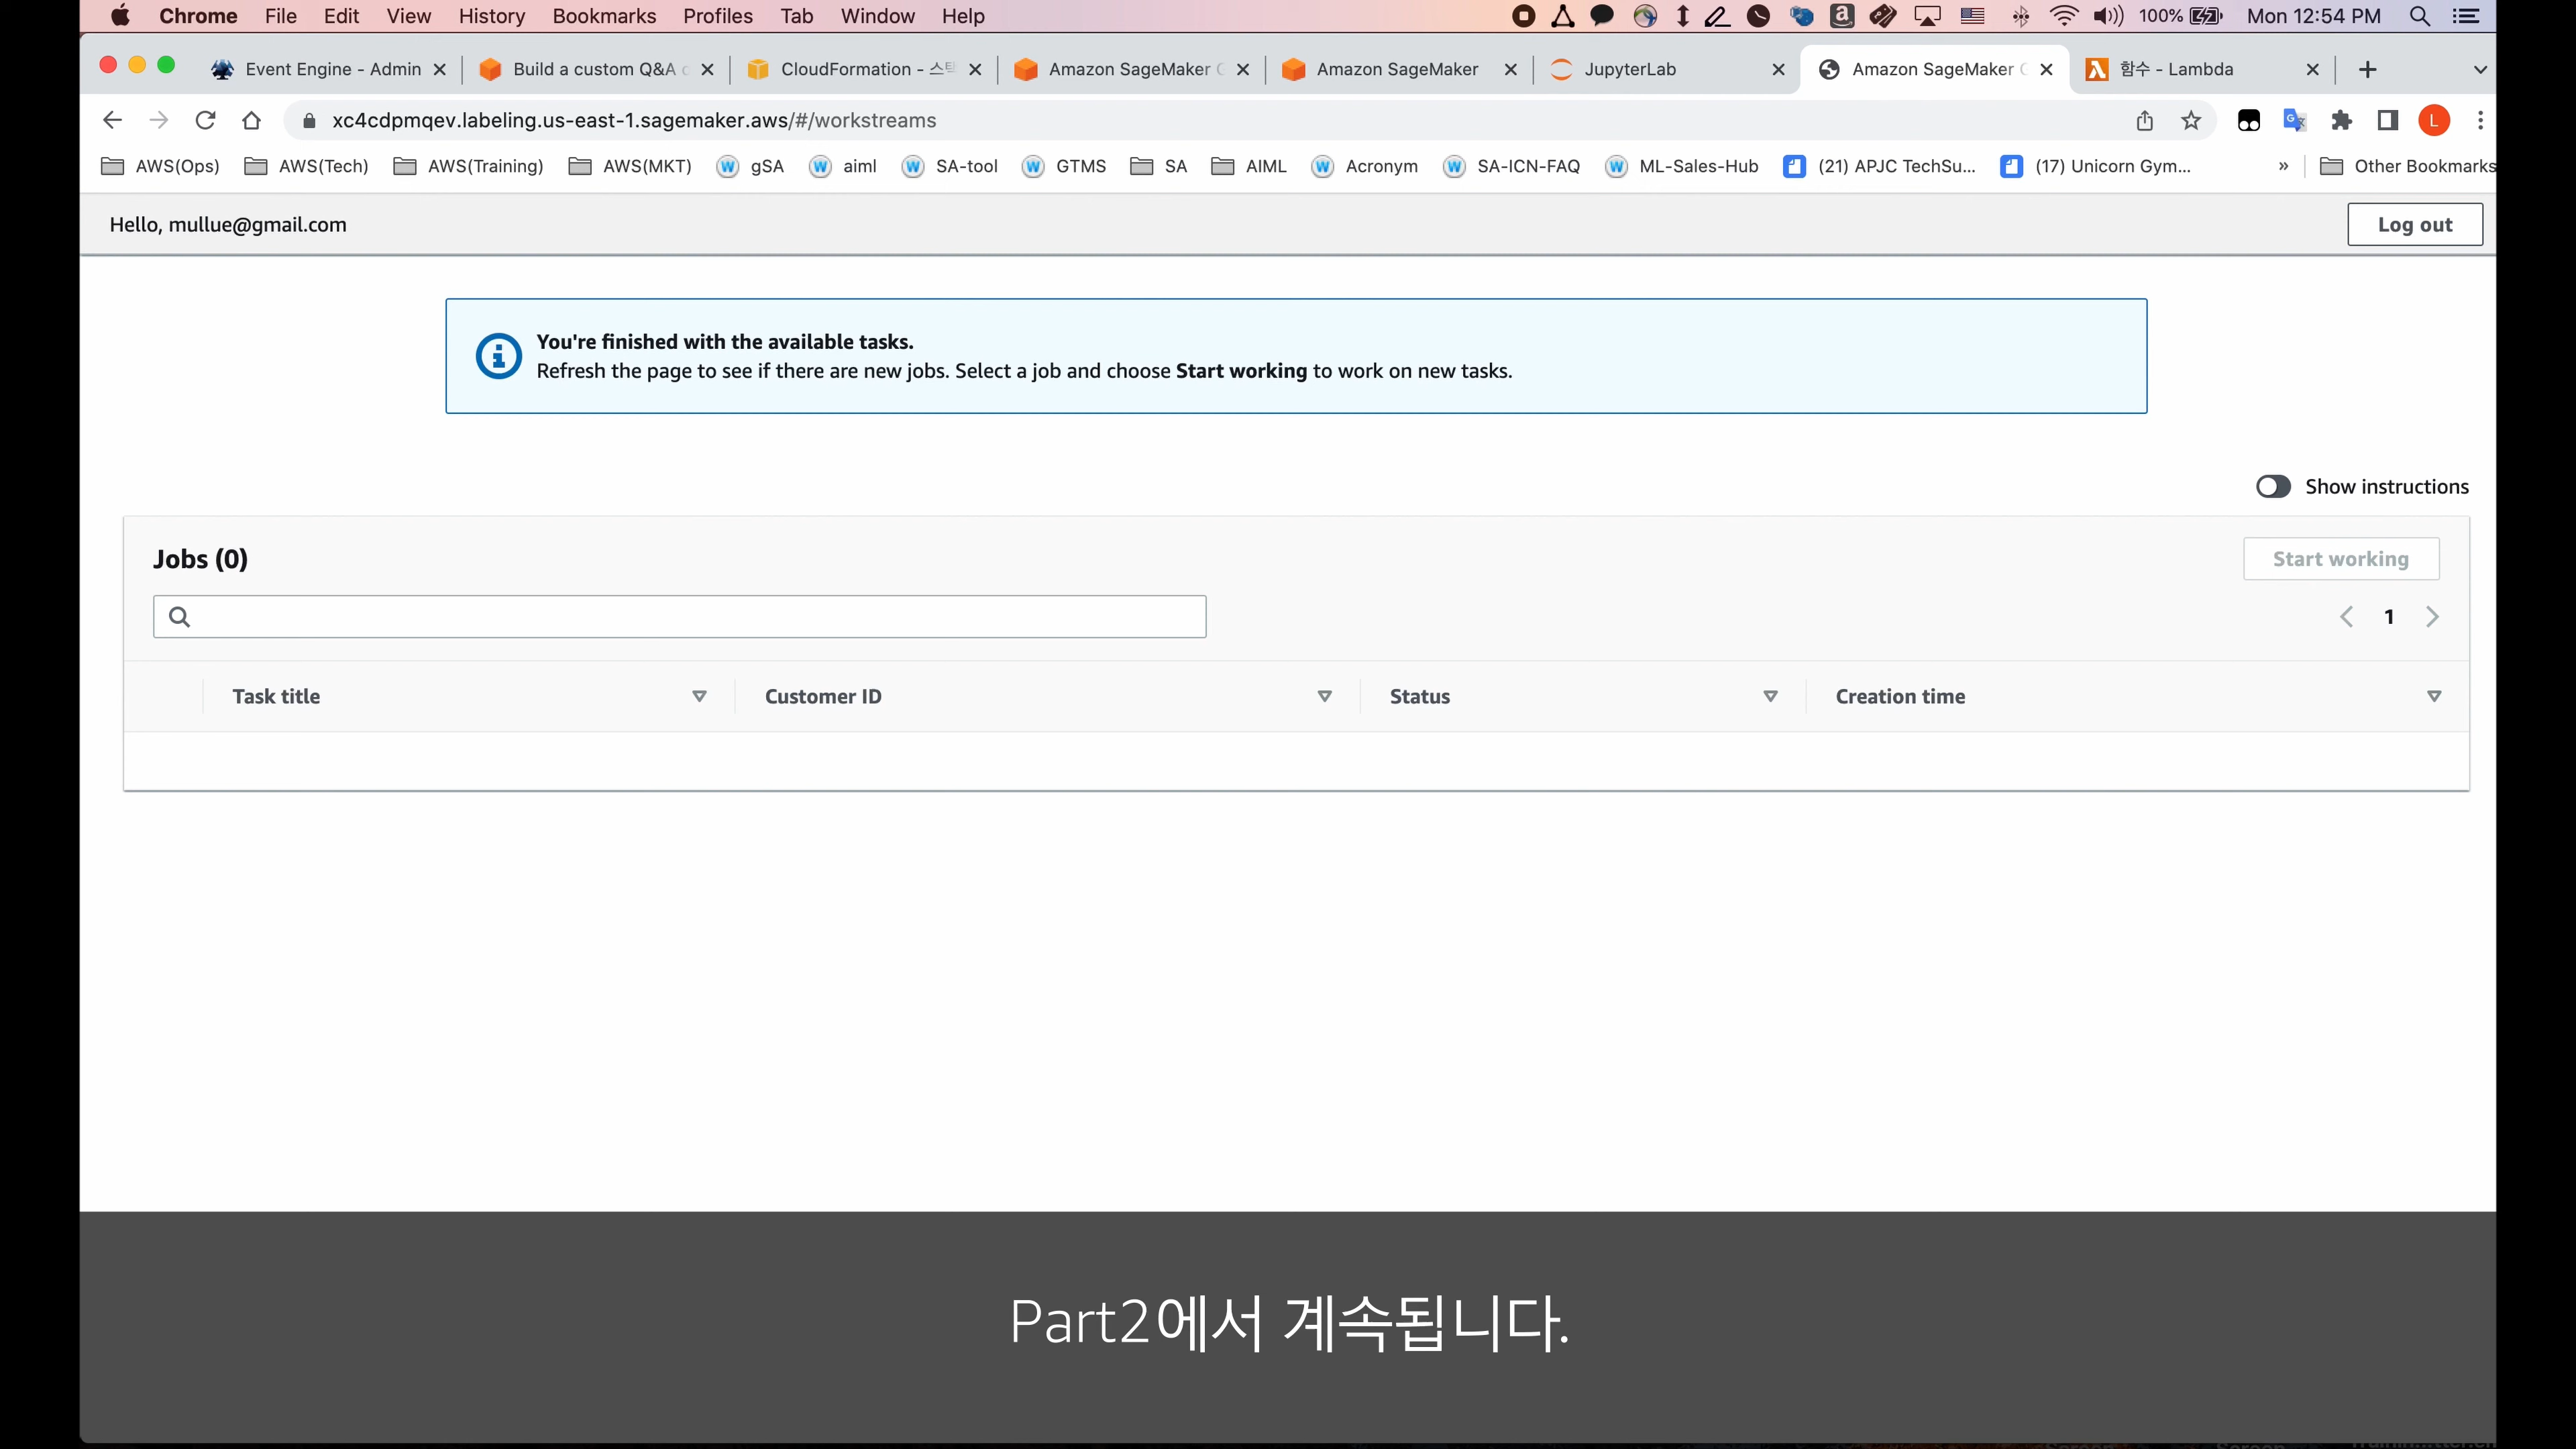 Chrome File Edit View History Bookmarks Profiles Tab Window Help 100% Mon 12:54 PM
Event Engine - Admin Build a custom Q&A CloudFormation - 스택 Amazon SageMaker Amazon SageMaker JupyterLab Amazon SageMaker 함수 - Lambda
xc4cdpmqev.labeling.us-east-1.sagemaker.aws/#/workstreams L
AWS(Ops) AWS(Tech) AWS(Training) AWS(MKT) gSA aiml SA-tool GTMS SA AIML Acronym SA-ICN-FAQ ML-Sales-Hub (21) APJC TechSu... (17) Unicorn Gym... » Other Bookmarks
Hello, mullue@gmail.com Log out
You're finished with the available tasks.
Refresh the page to see if there are new jobs. Select a job and choose Start working to work on new tasks.
Show instructions
Jobs (0) Start working
1
Task title Customer ID Status Creation time
Part2에서 계속됩니다.